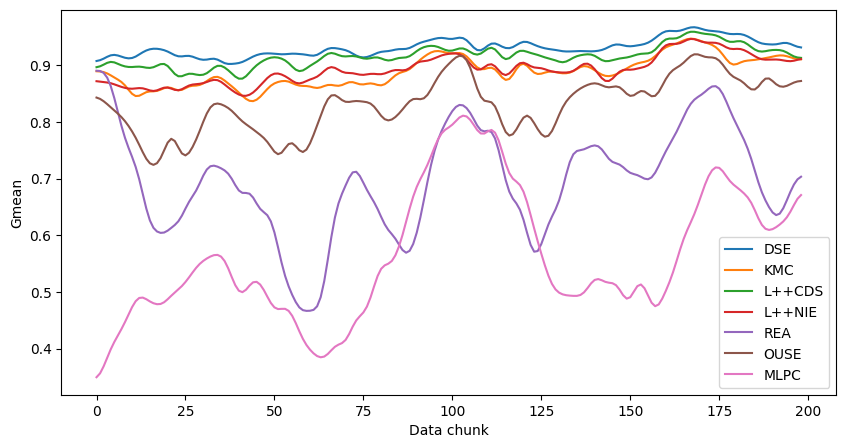 Gmean
0.9
0.8
0.7
0.6
0.5
0.4
0
25
50
75
100
125
150
175
200
Data chunk
DSE
KMC
L++CDS
L++NIE
REA
OUSE
MLPC